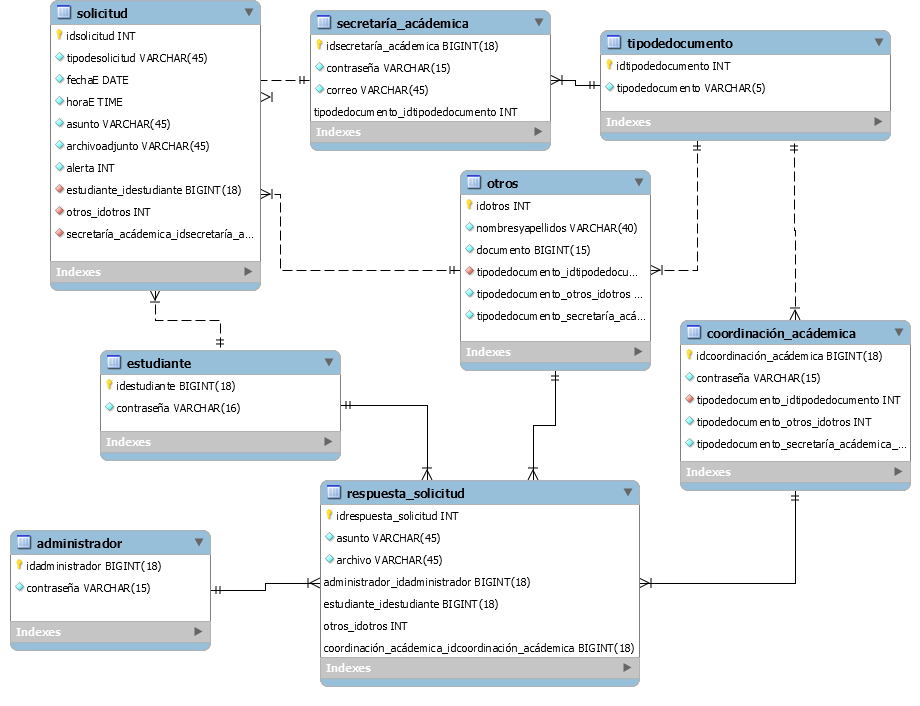 solicitud
idsolicitud INT
tipodesolicitud VARCHAR(45)
fechaE DATE
horaE TIME
asunto VARCHAR(45)
archivoadjunto VARCHAR(45)
alerta INT
estudiante_idestudiante BIGINT(18)
otros_idotros INT
secretaría_académica_idsecretaría_a...
Indexes
secretaría_académica
idsecretaría_académica BIGINT(18)
contraseña VARCHAR(15)
correo VARCHAR(45)
tipodedocumento_idtipodedocumento INT
Indexes
tipodedocumento
idtipodedocumento INT
tipodedocumento VARCHAR(5)
Indexes
otros
idotros INT
nombresyapellidos VARCHAR(40)
documento BIGINT(15)
tipodedocumento_idtipodedocu...
tipodedocumento_otros_idotros ...
tipodedocumento_secretaría_acá...
Indexes
coordinación_académica
idcoordinación_académica BIGINT(18)
contraseña VARCHAR(15)
tipodedocumento_idtipodedocumento INT
tipodedocumento_otros_idotros INT
tipodedocumento_secretaría_académica_...
Indexes
estudiante
idestudiante BIGINT(18)
contraseña VARCHAR(16)
Indexes
respuesta_solicitud
idrespuesta_solicitud INT
asunto VARCHAR(45)
archivo VARCHAR(45)
administrador_idadministrador BIGINT(18)
estudiante_idestudiante BIGINT(18)
otros_idotros INT
coordinación_académica_idcoordinación_académica BIGINT(18)
Indexes
administrador
idadministrador BIGINT(18)
contraseña VARCHAR(15)
Indexes